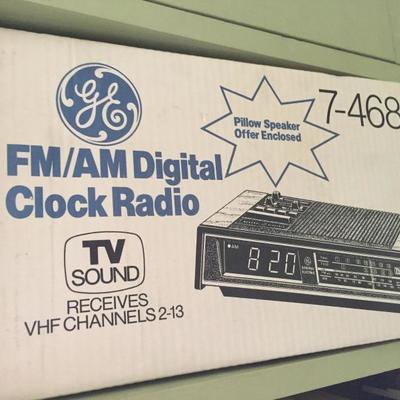 GE
Pillow Speaker
Offer Enclosed
7-468
FM/AM Digital
Clock Radio
TV
SOUND
RECEIVES
VHF CHANNELS 2-13
AM
8:20